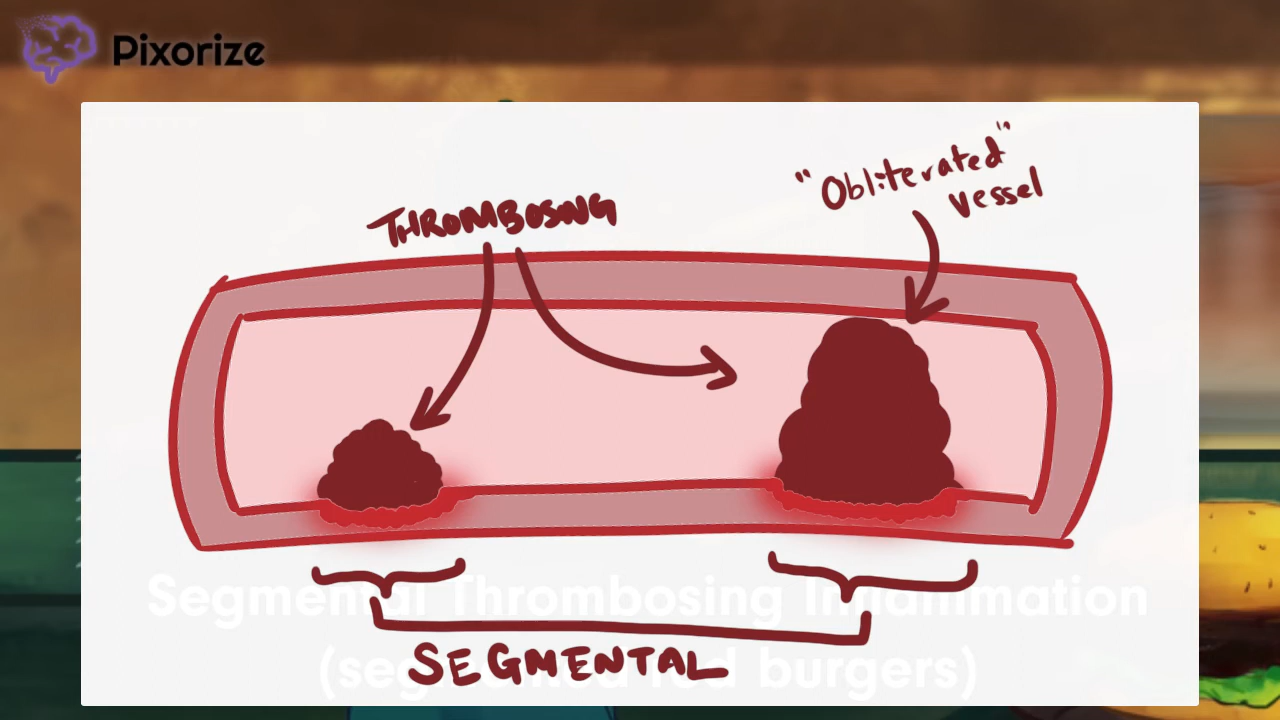 Pixorize
"Obliterated"
vessel
THROMBOSING
Segmental Thrombosing Inflammation
SEGMENTAL
(segmented red burgers)